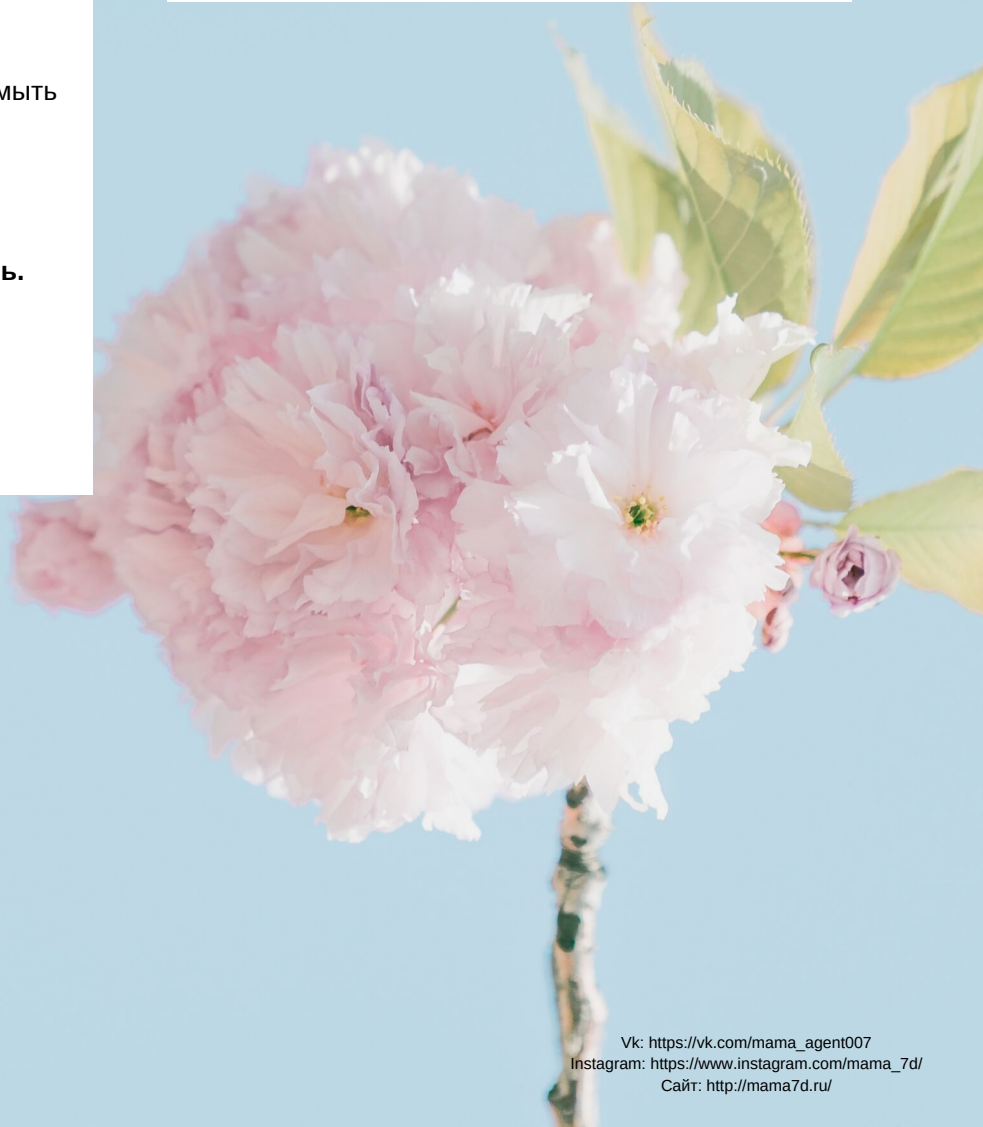 мыть
ь.
Vk: https://vk.com/mama_agent007
Instagram: https://www.instagram.com/mama_7d/
Сайт: http://mama7d.ru/